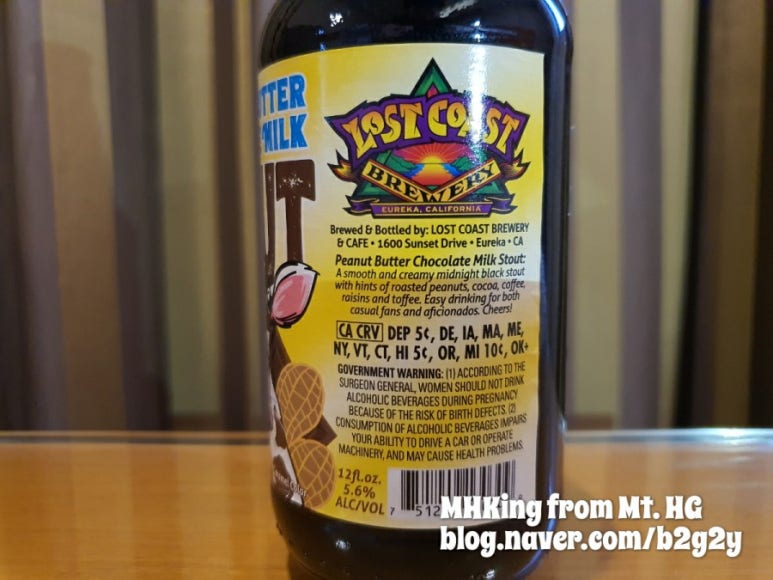 TTER
MILK
UT
LOST COAST
BREWERY
EUREKA, CALIFORNIA
Brewed & Bottled by: LOST COAST BREWERY
& CAFE • 1600 Sunset Drive • Eureka • CA
Peanut Butter Chocolate Milk Stout:
A smooth and creamy midnight black stout
with hints of roasted peanuts, cocoa, coffee,
raisins and toffee. Easy drinking for both
casual fans and aficionados. Cheers!
CA CRV DEP 5¢, DE, IA, MA, ME,
NY, VT, CT, HI 5¢, OR, MI 10¢, OK+
GOVERNMENT WARNING: (1) ACCORDING TO THE
SURGEON GENERAL, WOMEN SHOULD NOT DRINK
ALCOHOLIC BEVERAGES DURING PREGNANCY
BECAUSE OF THE RISK OF BIRTH DEFECTS. (2)
CONSUMPTION OF ALCOHOLIC BEVERAGES IMPAIRS
YOUR ABILITY TO DRIVE A CAR OR OPERATE
MACHINERY, AND MAY CAUSE HEALTH PROBLEMS.
color.
12fl.oz.
5.6%
ALC/VOL
7 512
MHKing from Mt. HG
blog.naver.com/b2g2y